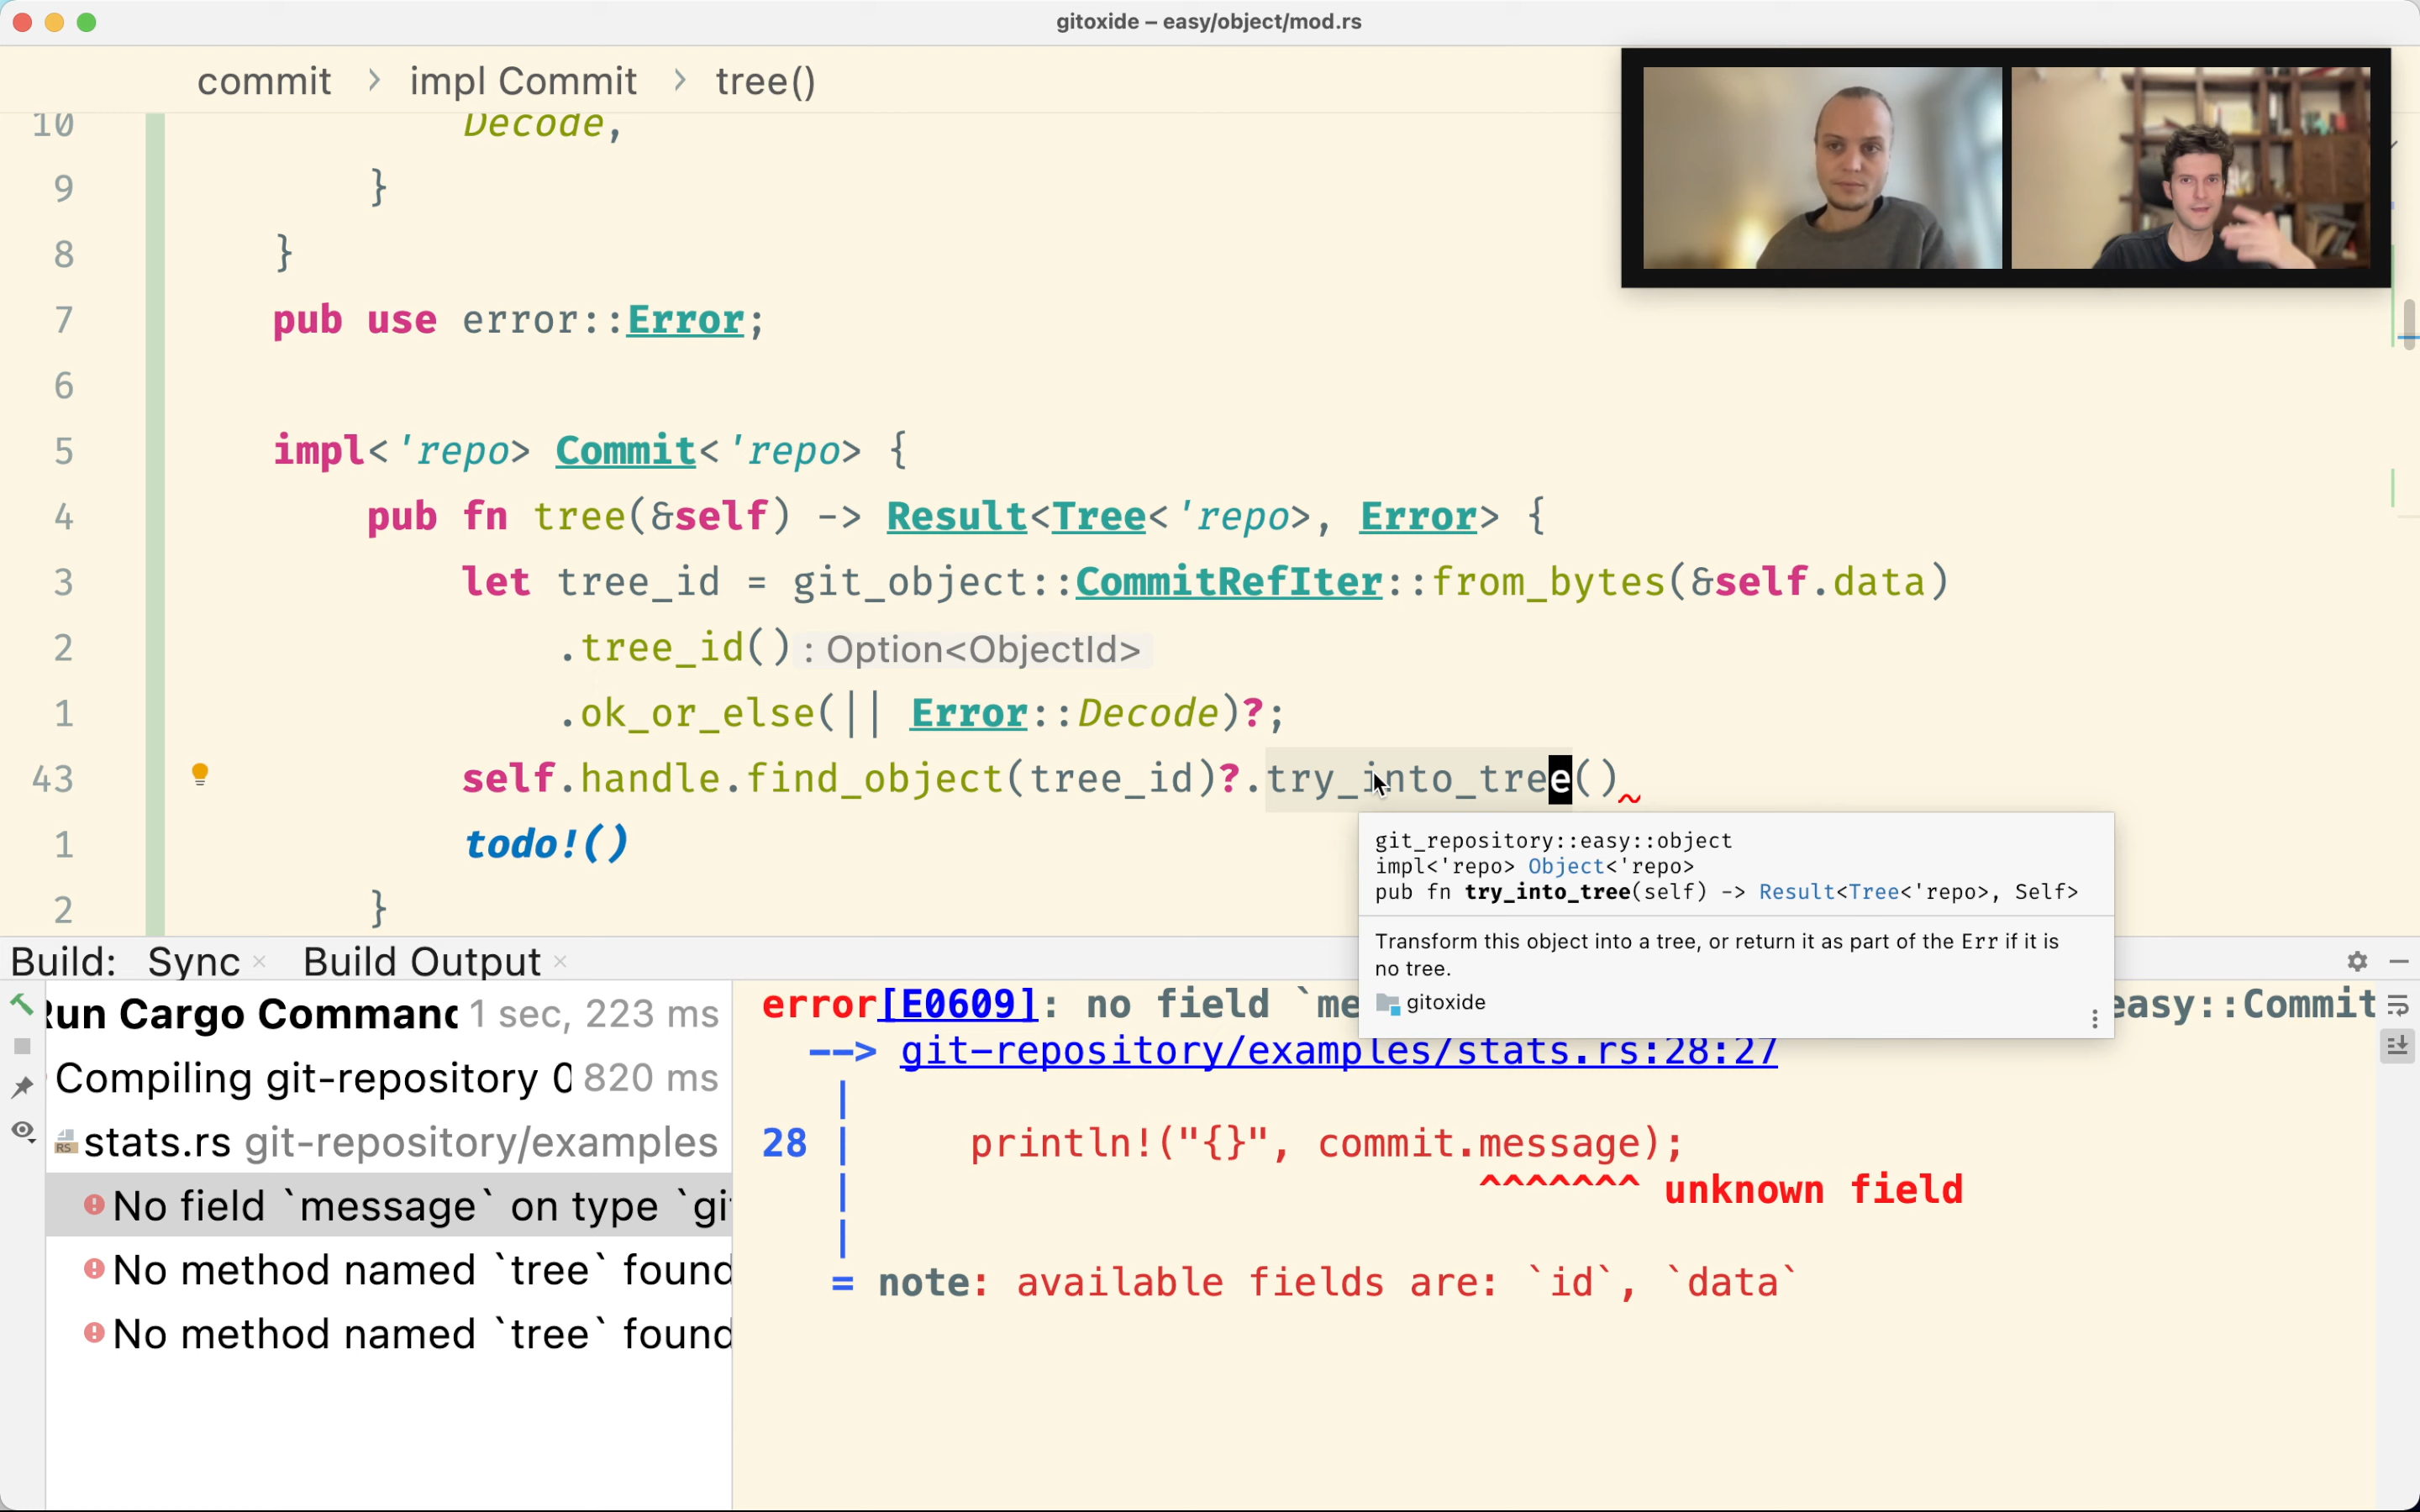 gitoxide – easy/object/mod.rs
commit > impl Commit > tree()
10 Decode,
9 }
8 }
7 pub use error::Error;
6
5 impl<'repo> Commit<'repo> {
4 pub fn tree(&self) -> Result<Tree<'repo>, Error> {
3 let tree_id = git_object::CommitRefIter::from_bytes(&self.data)
2 .tree_id() : Option<ObjectId>
1 .ok_or_else(|| Error::Decode)?;
43 self.handle.find_object(tree_id)?.try_into_tree()
1 todo!()
2 }
git_repository::easy::object
impl<'repo> Object<'repo>
pub fn try_into_tree(self) -> Result<Tree<'repo>, Self>
Transform this object into a tree, or return it as part of the Err if it is
no tree.
gitoxide
Build: Sync × Build Output ×
Run Cargo Command 1 sec, 223 ms
Compiling git-repository 0 820 ms
stats.rs git-repository/examples
No field `message` on type `gi
No method named `tree` found
No method named `tree` found
error[E0609]: no field `me easy::Commit
--> git-repository/examples/stats.rs:28:27
|
28 | println!("{}", commit.message);
| ^^^^^^^ unknown field
|
= note: available fields are: `id`, `data`